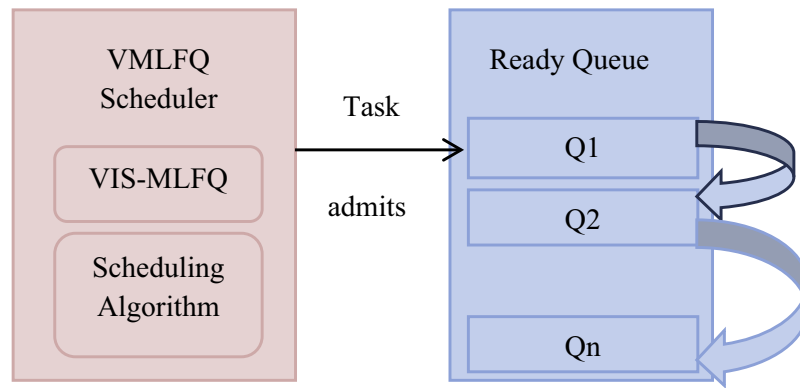 VMLFQ
Scheduler
VIS-MLFQ
Scheduling
Algorithm
Task
admits
Ready Queue
Q1
Q2
Qn